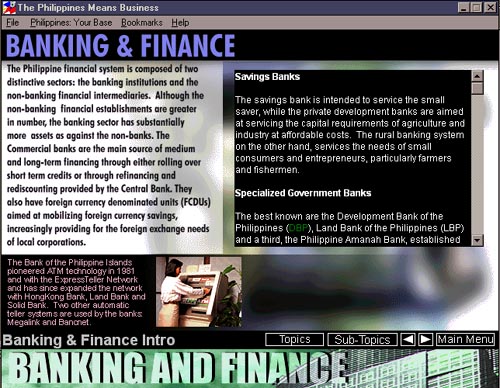 The Philippines Means Business
File Philippines: Your Base Bookmarks Help
BANKING & FINANCE
The Philippine financial system is composed of two
distinctive sectors: the banking institutions and the
non-banking financial intermediaries. Although the
non-banking financial establishments are greater
in number, the banking sector has substantially
more assets as against the non-banks. The
Commercial banks are the main source of medium
and long-term financing through either rolling over
short term credits or through refinancing and
rediscounting provided by the Central Bank. They
also have foreign currency denominated units (FCDUs)
aimed at mobilizing foreign currency savings,
increasingly providing for the foreign exchange needs
of local corporations.
Savings Banks
The savings bank is intended to service the small
saver, while the private development banks are aimed
at servicing the capital requirements of agriculture and
industry at affordable costs. The rural banking system
on the other hand, services the needs of small
consumers and entrepreneurs, particularly farmers
and fishermen.
Specialized Government Banks
The best known are the Development Bank of the
Philippines (DBP), Land Bank of the Philippines (LBP)
and a third, the Philippine Amanah Bank, established
The Bank of the Philippine Islands
pioneered ATM technology in 1981
and with the ExpressTeller Network
and has since expanded the network
with HongKong Bank, Land Bank and
Solid Bank. Two other automatic
teller systems are used by the banks:
Megalink and Bancnet.
Banking & Finance Intro
Topics Sub-Topics Main Menu
BANKING AND FINANCE